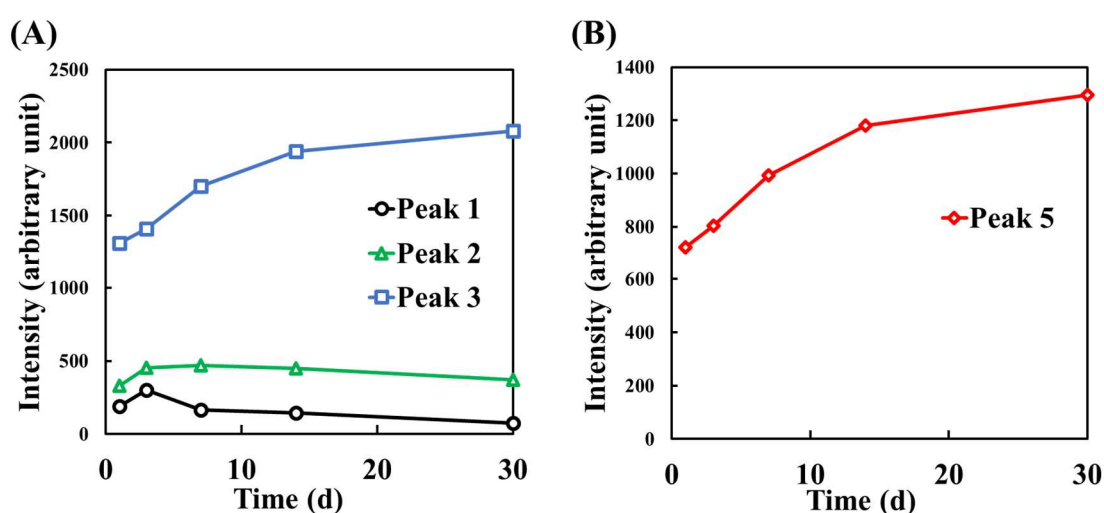 (A)
Intensity (arbitrary unit)
2500
2000
1500
1000
500
0
0 10 20 30
Time (d)
Peak 1
Peak 2
Peak 3
(B)
Intensity (arbitrary unit)
1400
1200
1000
800
600
400
200
0
0 10 20 30
Time (d)
Peak 5